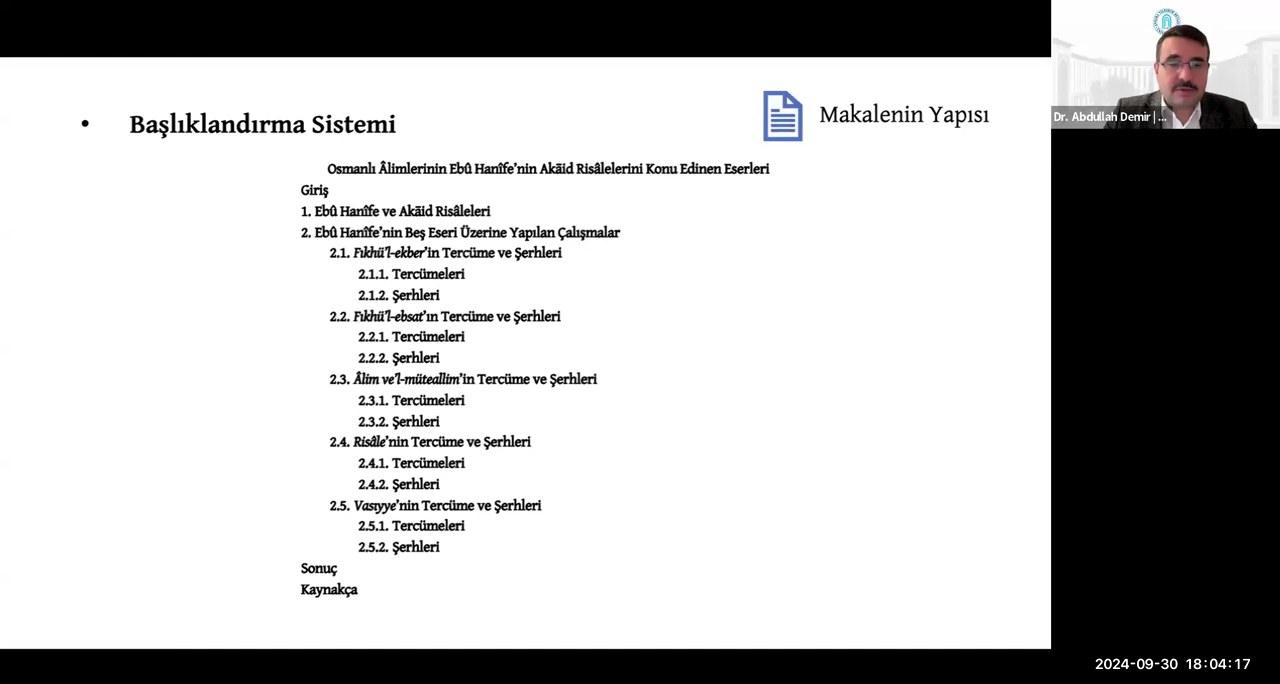 Başlıklandırma Sistemi
Makalenin Yapısı
Osmanlı Âlimlerinin Ebû Hanîfe’nin Akāid Risâlelerini Konu Edinen Eserleri
Giriş
1. Ebû Hanîfe ve Akāid Risâleleri
2. Ebû Hanîfe’nin Beş Eseri Üzerine Yapılan Çalışmalar
2.1. Fıkhü’l-ekber’in Tercüme ve Şerhleri
2.1.1. Tercümeleri
2.1.2. Şerhleri
2.2. Fıkhü’l-ebsat’ın Tercüme ve Şerhleri
2.2.1. Tercümeleri
2.2.2. Şerhleri
2.3. Âlim ve’l-müteallim’in Tercüme ve Şerhleri
2.3.1. Tercümeleri
2.3.2. Şerhleri
2.4. Risâle’nin Tercüme ve Şerhleri
2.4.1. Tercümeleri
2.4.2. Şerhleri
2.5. Vasıyye’nin Tercüme ve Şerhleri
2.5.1. Tercümeleri
2.5.2. Şerhleri
Sonuç
Kaynakça
Dr. Abdullah Demir | ...
2024-09-30 18:04:17